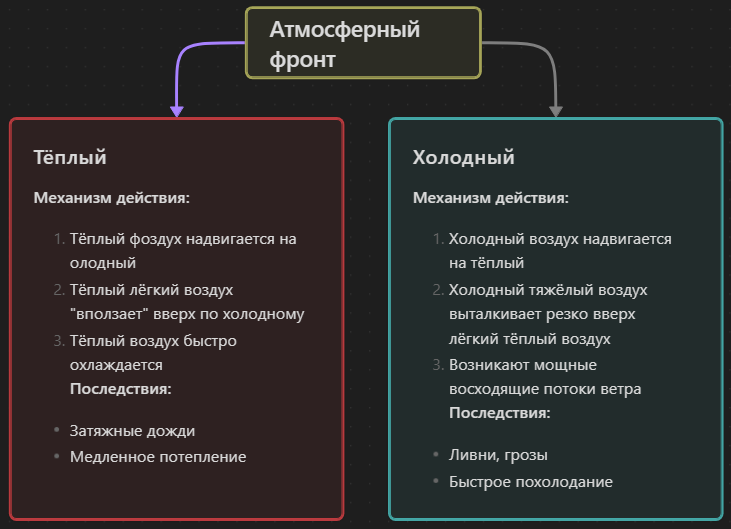 Атмосферный
фронт
Тёплый
Механизм действия:
1. Тёплый фоздух надвигается на
олодный
2. Тёплый лёгкий воздух
"вползает" вверх по холодному
3. Тёплый воздух быстро
охлаждается
Последствия:
• Затяжные дожди
• Медленное потепление
Холодный
Механизм действия:
1. Холодный воздух надвигается
на тёплый
2. Холодный тяжёлый воздух
выталкивает резко вверх
лёгкий тёплый воздух
3. Возникают мощные
восходящие потоки ветра
Последствия:
• Ливни, грозы
• Быстрое похолодание